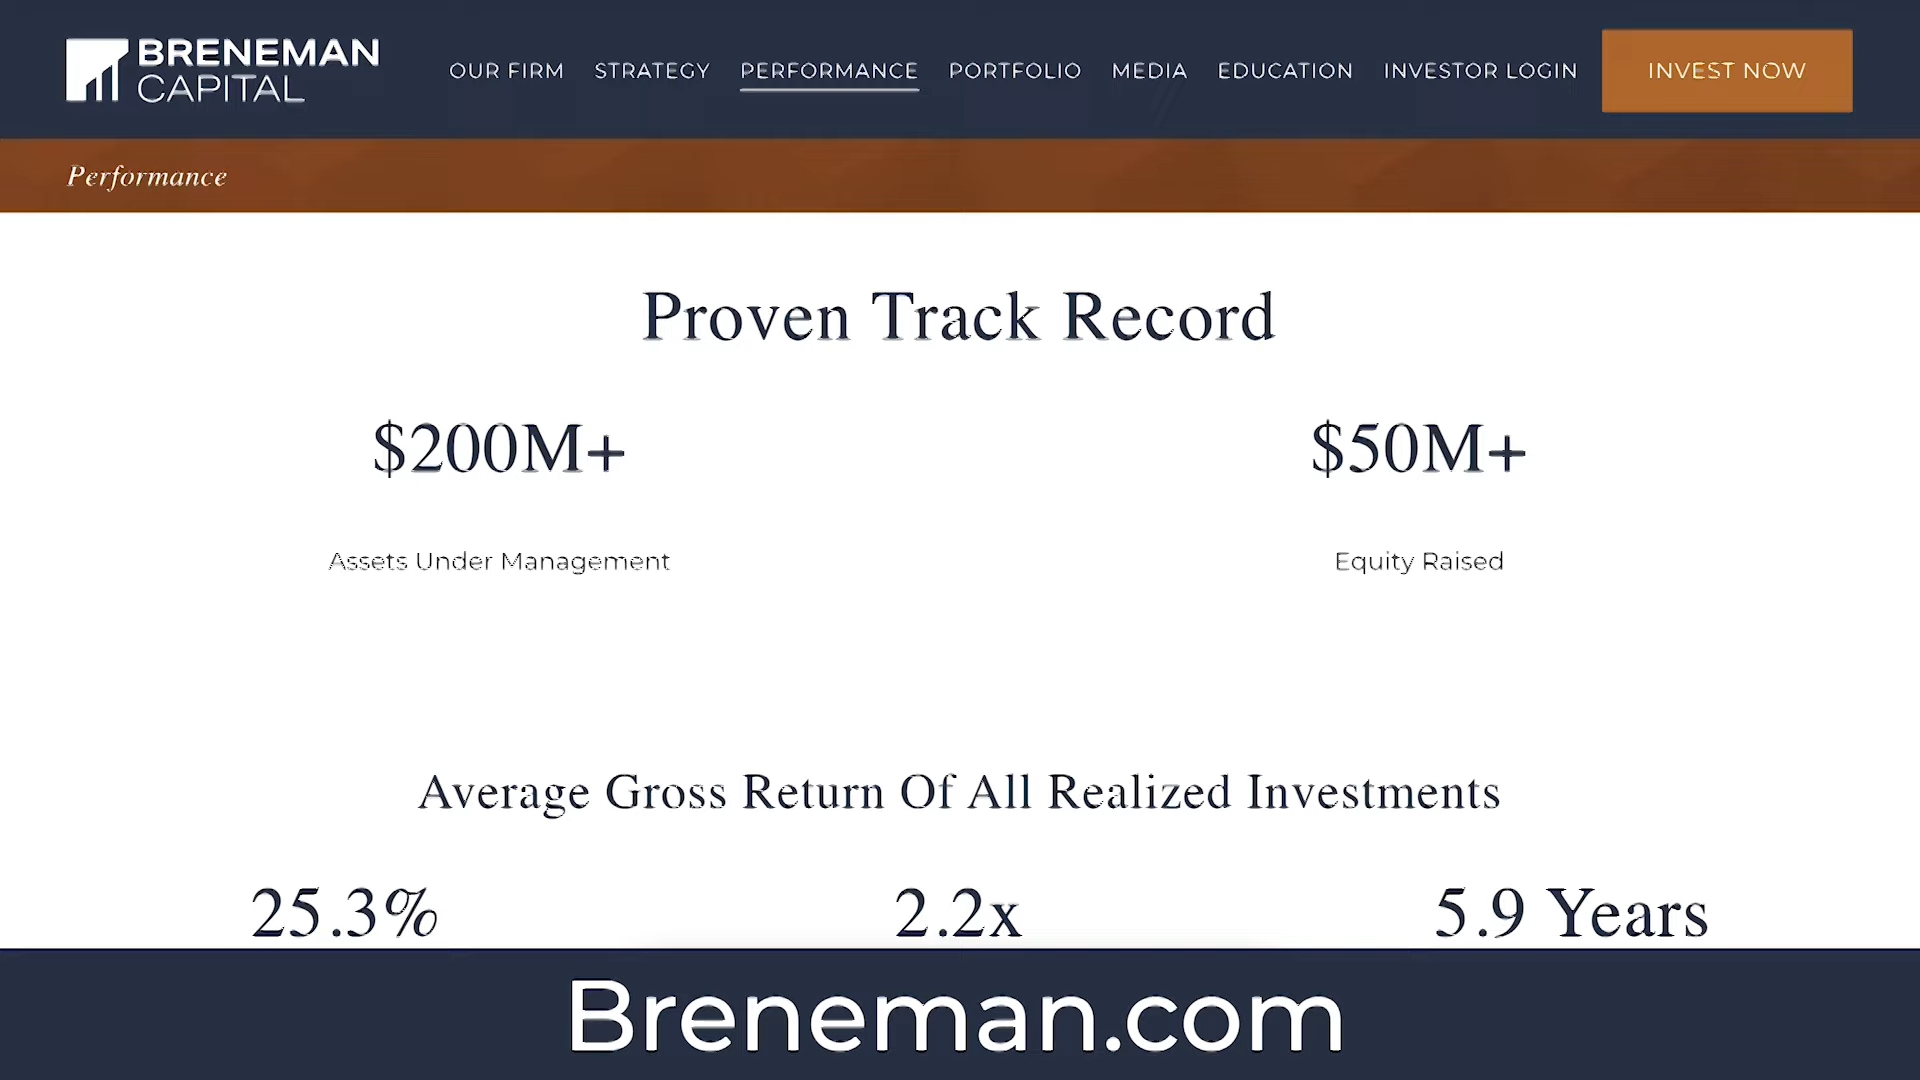 BRENEMAN
CAPITAL
OUR FIRM STRATEGY PERFORMANCE PORTFOLIO MEDIA EDUCATION INVESTOR LOGIN INVEST NOW
Performance
Proven Track Record
$200M+ $50M+
Assets Under Management Equity Raised
Average Gross Return Of All Realized Investments
25.3% 2.2x 5.9 Years
Breneman.com